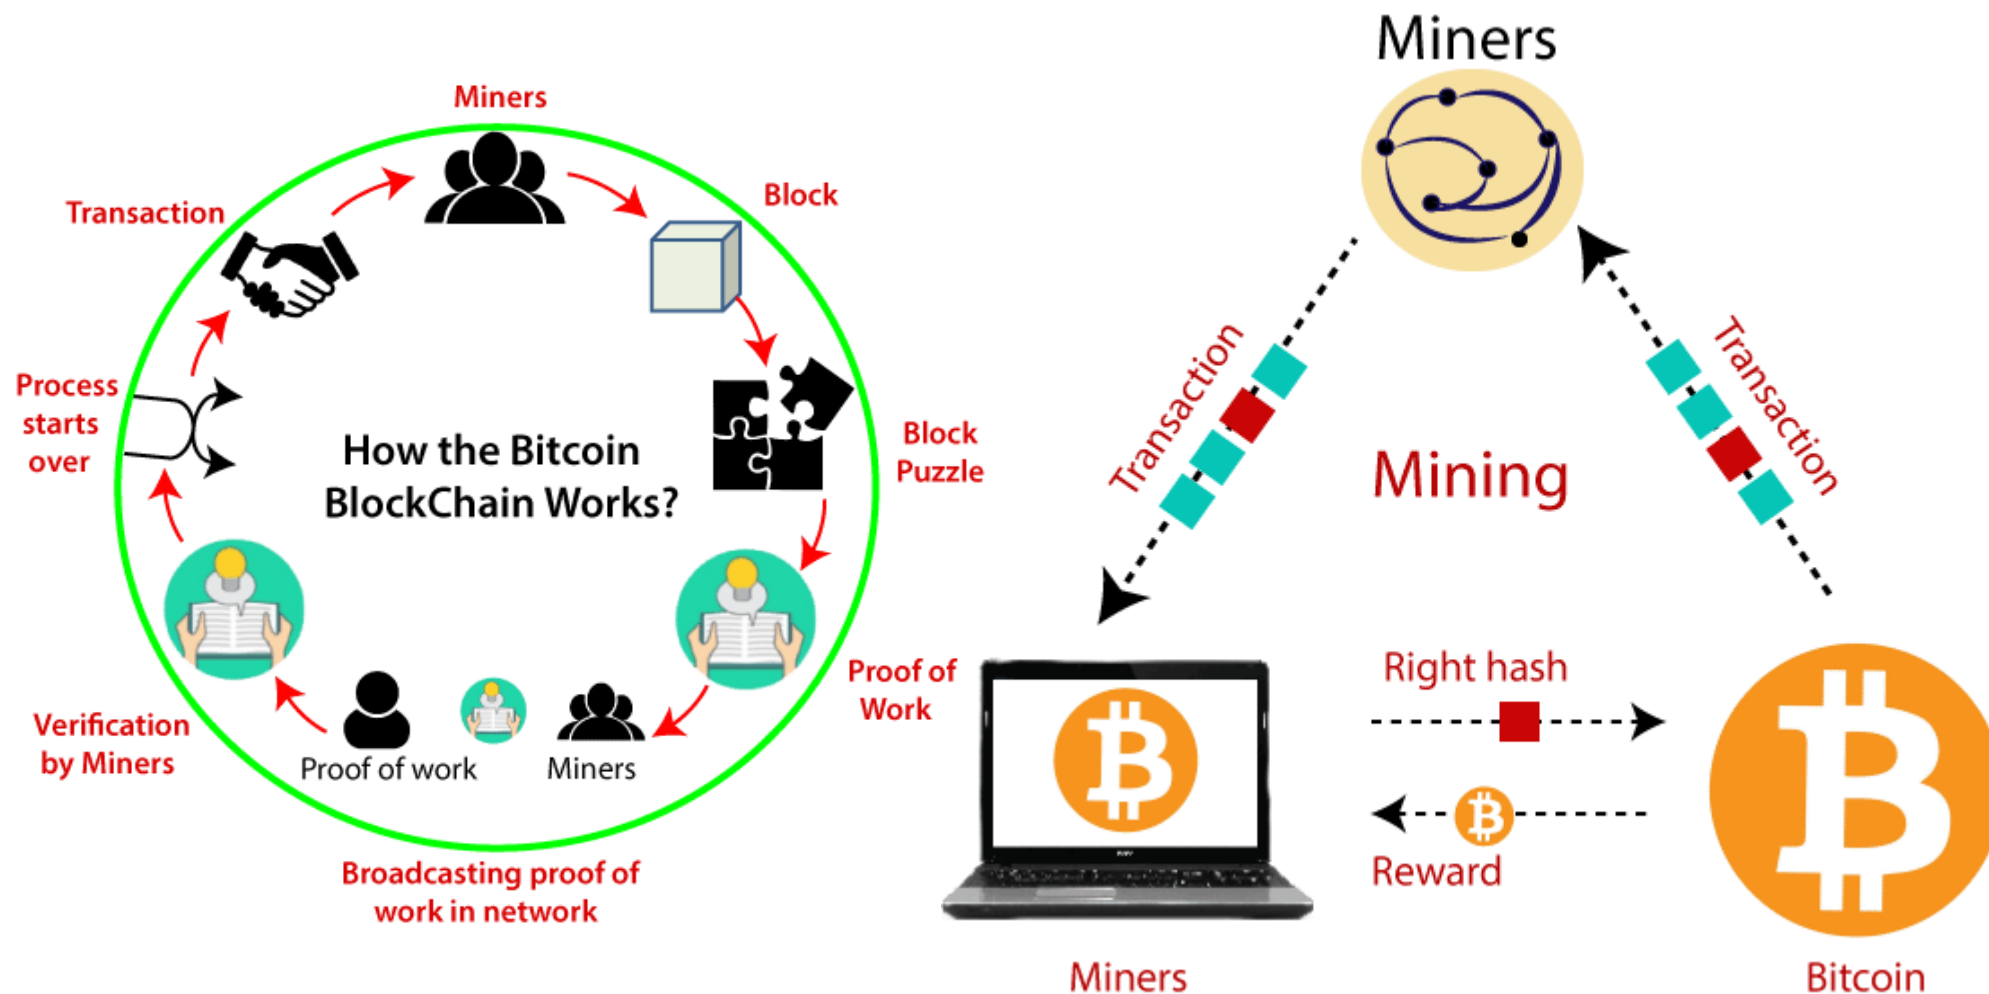 Miners
Transaction
Block
Process
starts
over
How the Bitcoin
BlockChain Works?
Block
Puzzle
Proof of
Work
Verification
by Miners
Proof of work
Miners
Broadcasting proof of
work in network
Miners
Transaction
Transaction
Mining
Right hash
Reward
Miners
Bitcoin